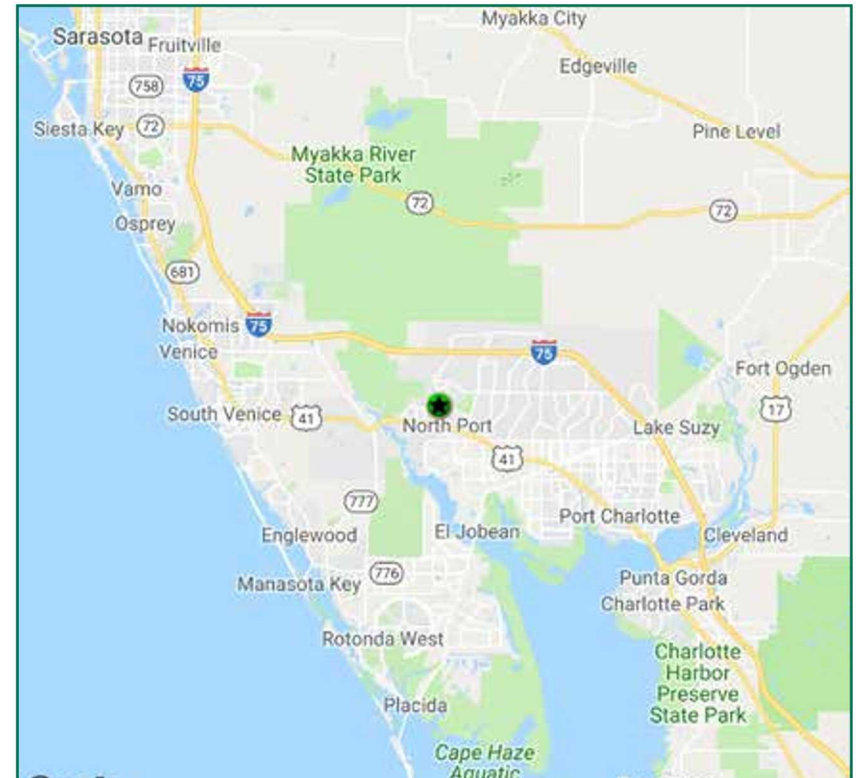 Myakka City
Sarasota
Fruitville
Edgeville
758
75
Siesta Key
72
Pine Level
Myakka River
State Park
Vamo
72
72
Osprey
681
Nokomis
75
Venice
75
Fort Ogden
South Venice
41
North Port
Lake Suzy
17
41
777
Port Charlotte
Englewood
El Jobean
Cleveland
Manasota Key
776
Punta Gorda
Charlotte Park
Rotonda West
Charlotte
Harbor
Preserve
State Park
Placida
Cape Haze
Aquatic